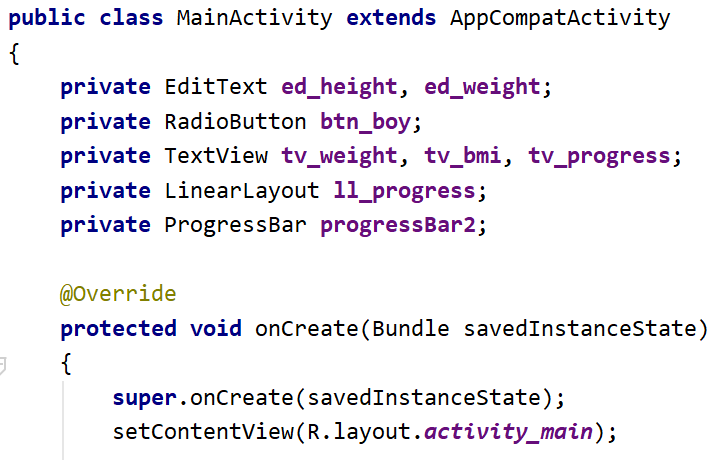 public class MainActivity extends AppCompatActivity
{
    private EditText ed_height, ed_weight;
    private RadioButton btn_boy;
    private TextView tv_weight, tv_bmi, tv_progress;
    private LinearLayout ll_progress;
    private ProgressBar progressBar2;

    @Override
    protected void onCreate(Bundle savedInstanceState)
    {
        super.onCreate(savedInstanceState);
        setContentView(R.layout.activity_main);